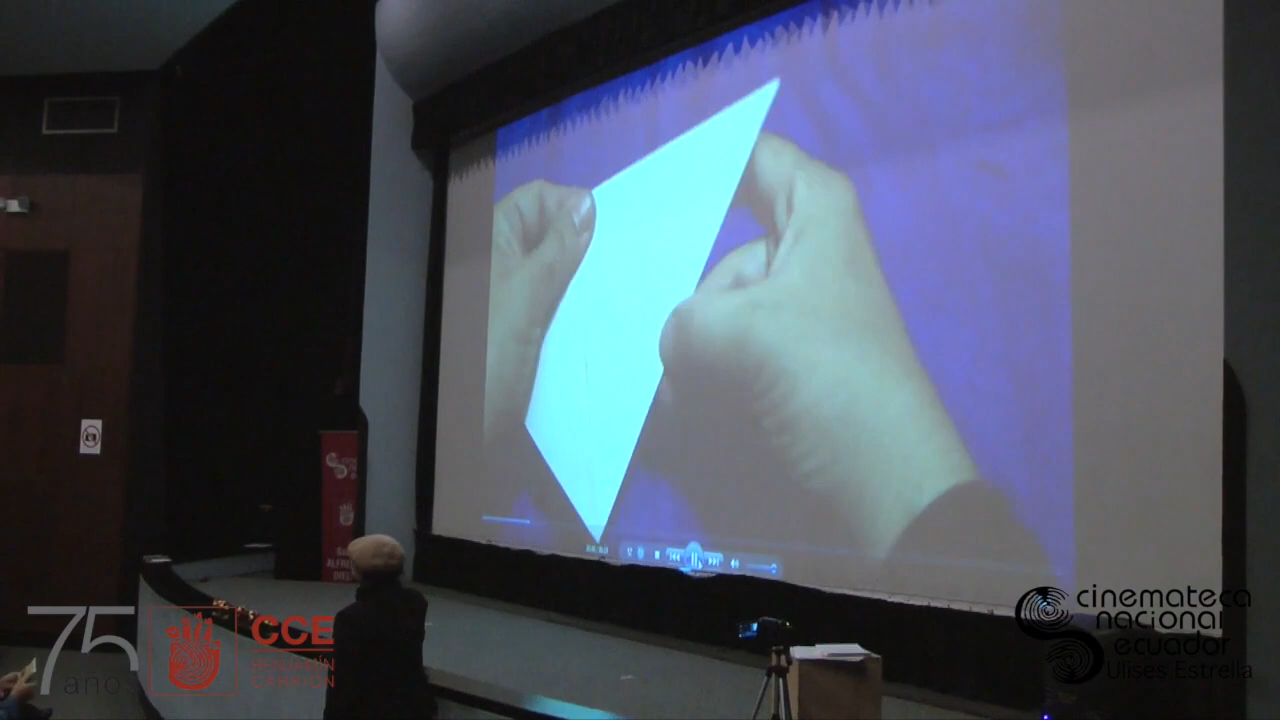 75
años
CCE
BENJAMÍN
CARRIÓN
cinemateca
nacional
ecuador
Ulises Estrella